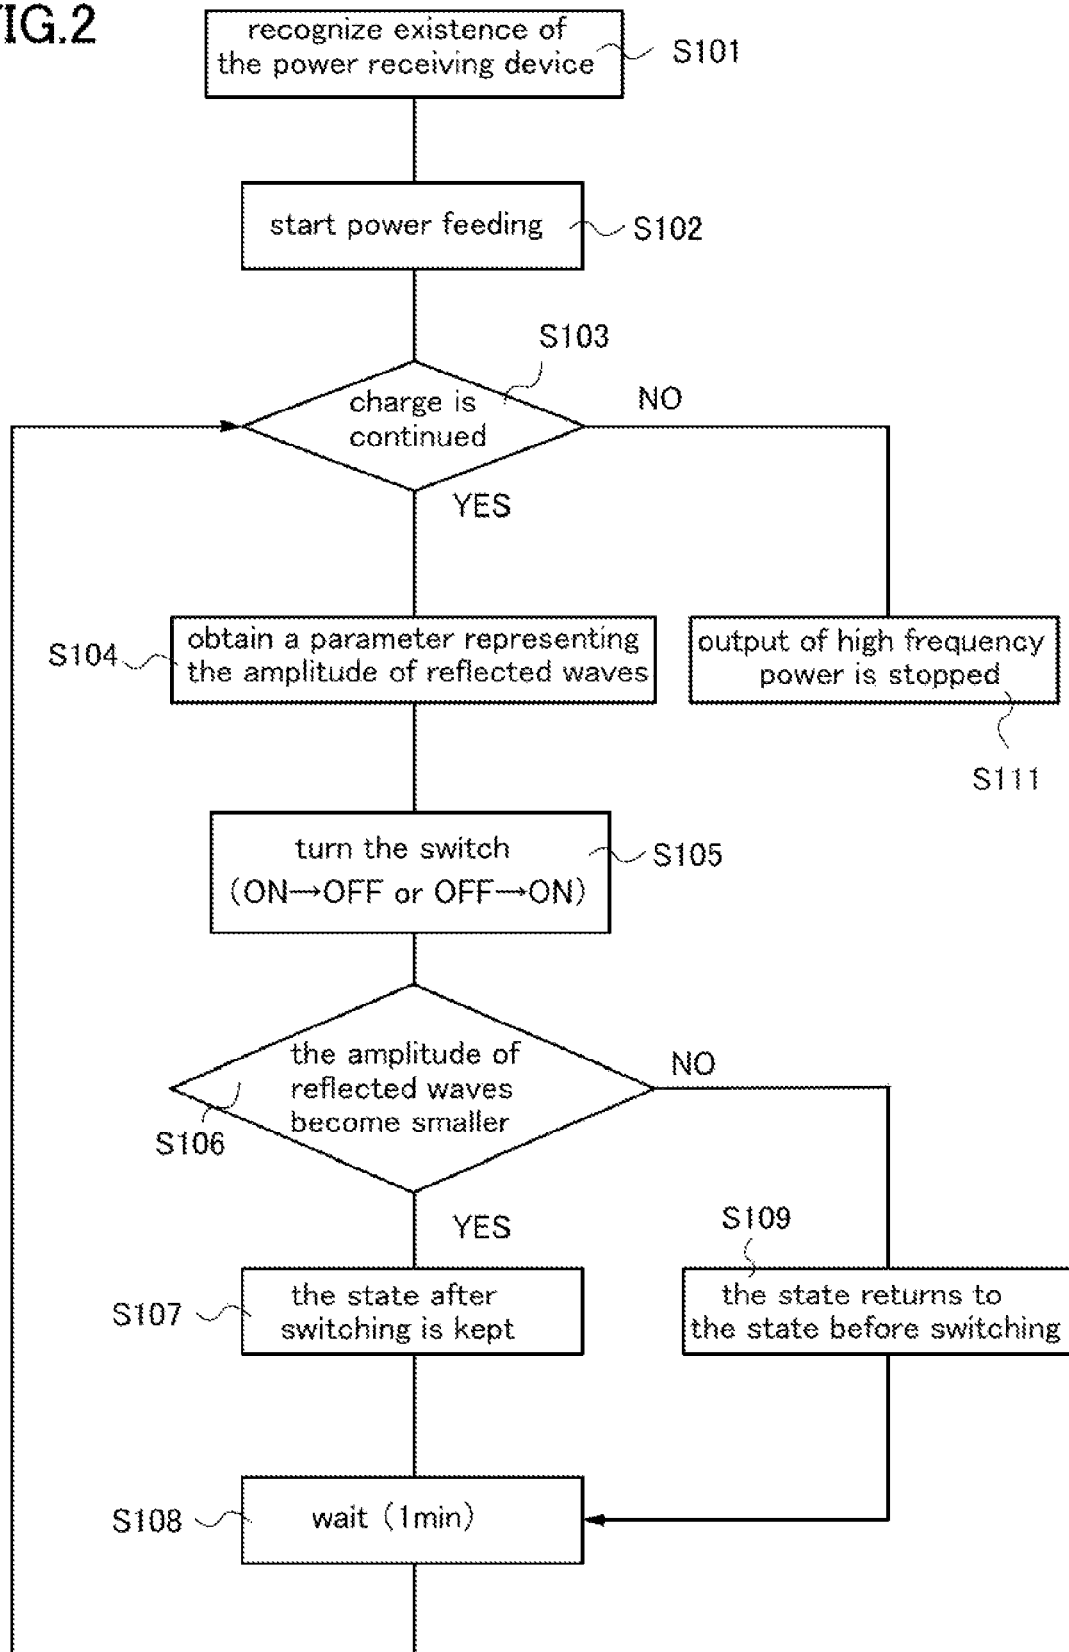 FIG.2
recognize existence of
the power receiving device
S101
start power feeding
S102
S103
charge is
continued
NO
YES
S104
obtain a parameter representing
the amplitude of reflected waves
output of high frequency
power is stopped
S111
turn the switch
(ON→OFF or OFF→ON)
S105
the amplitude of
reflected waves
become smaller
NO
S106
YES
S109
S107
the state after
switching is kept
the state returns to
the state before switching
S108
wait (1min)